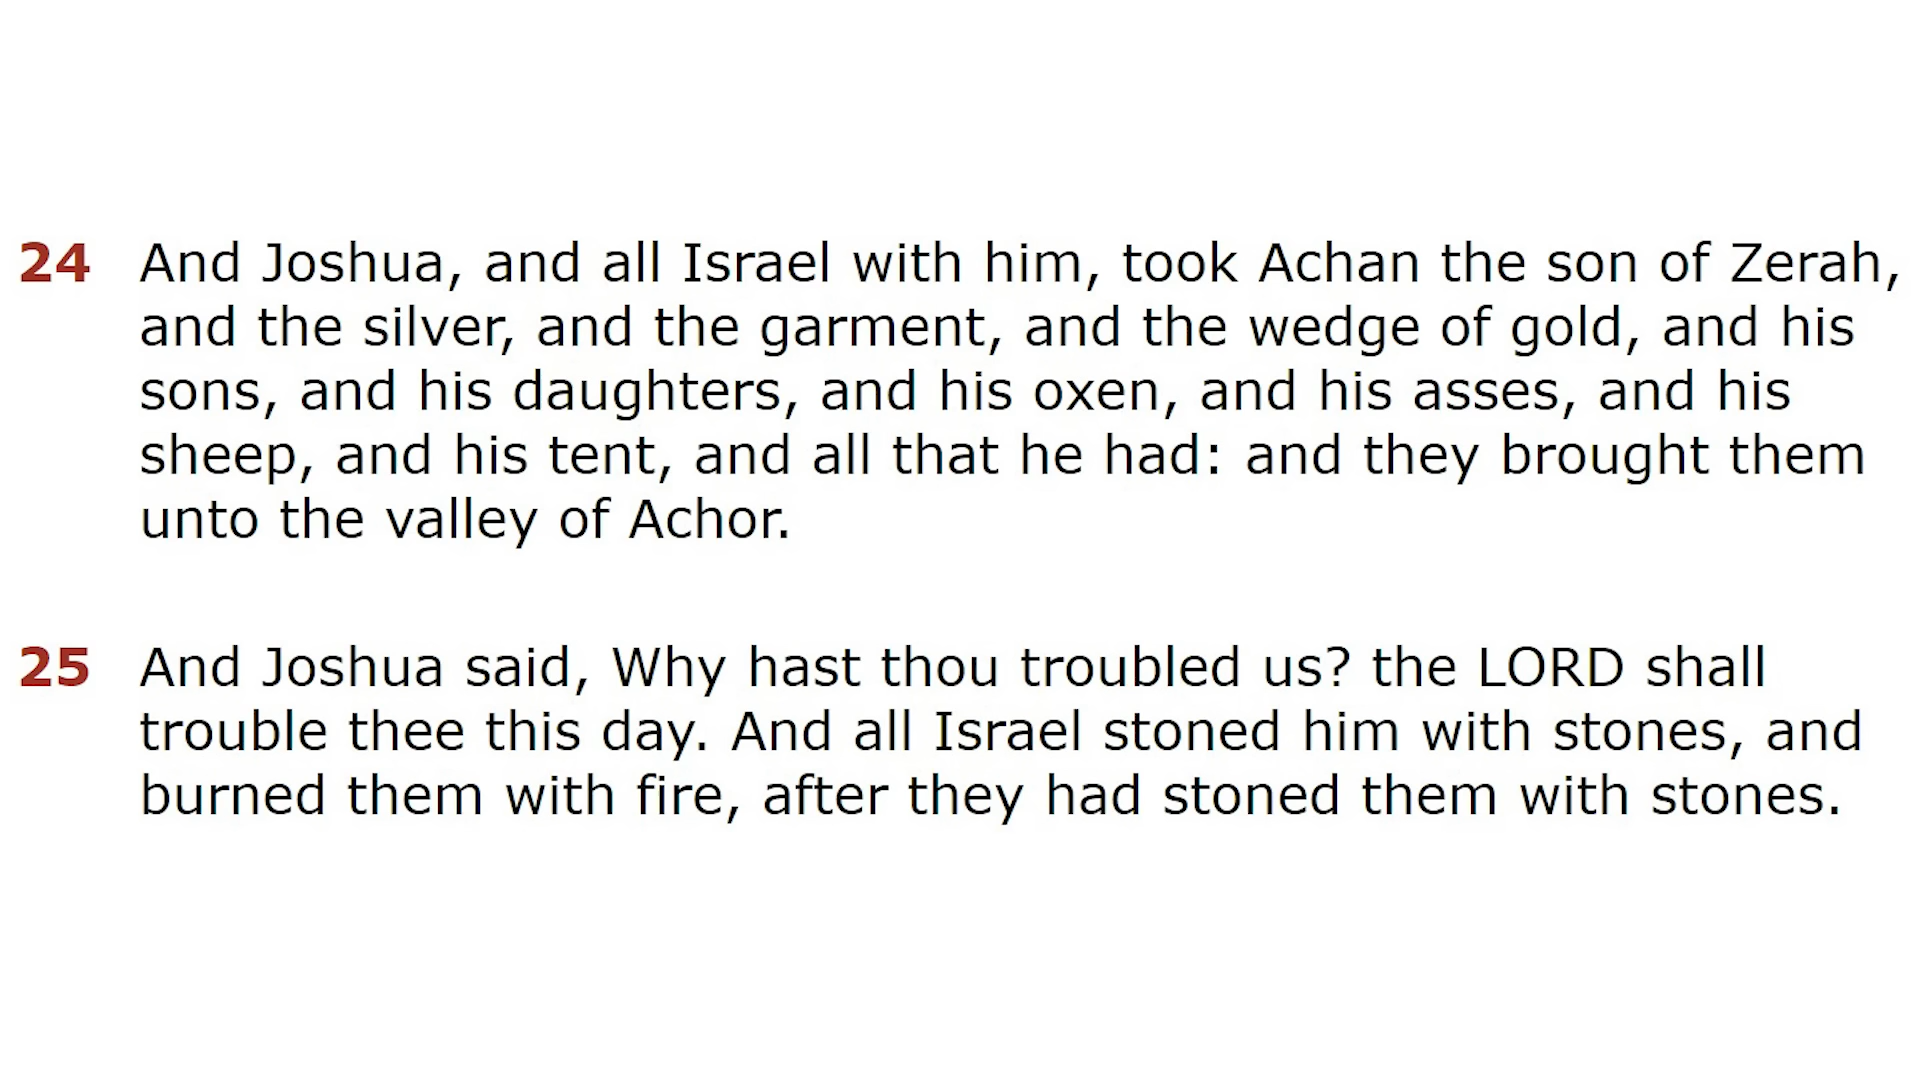 24 And Joshua, and all Israel with him, took Achan the son of Zerah,
and the silver, and the garment, and the wedge of gold, and his
sons, and his daughters, and his oxen, and his asses, and his
sheep, and his tent, and all that he had: and they brought them
unto the valley of Achor.
25 And Joshua said, Why hast thou troubled us? the LORD shall
trouble thee this day. And all Israel stoned him with stones, and
burned them with fire, after they had stoned them with stones.